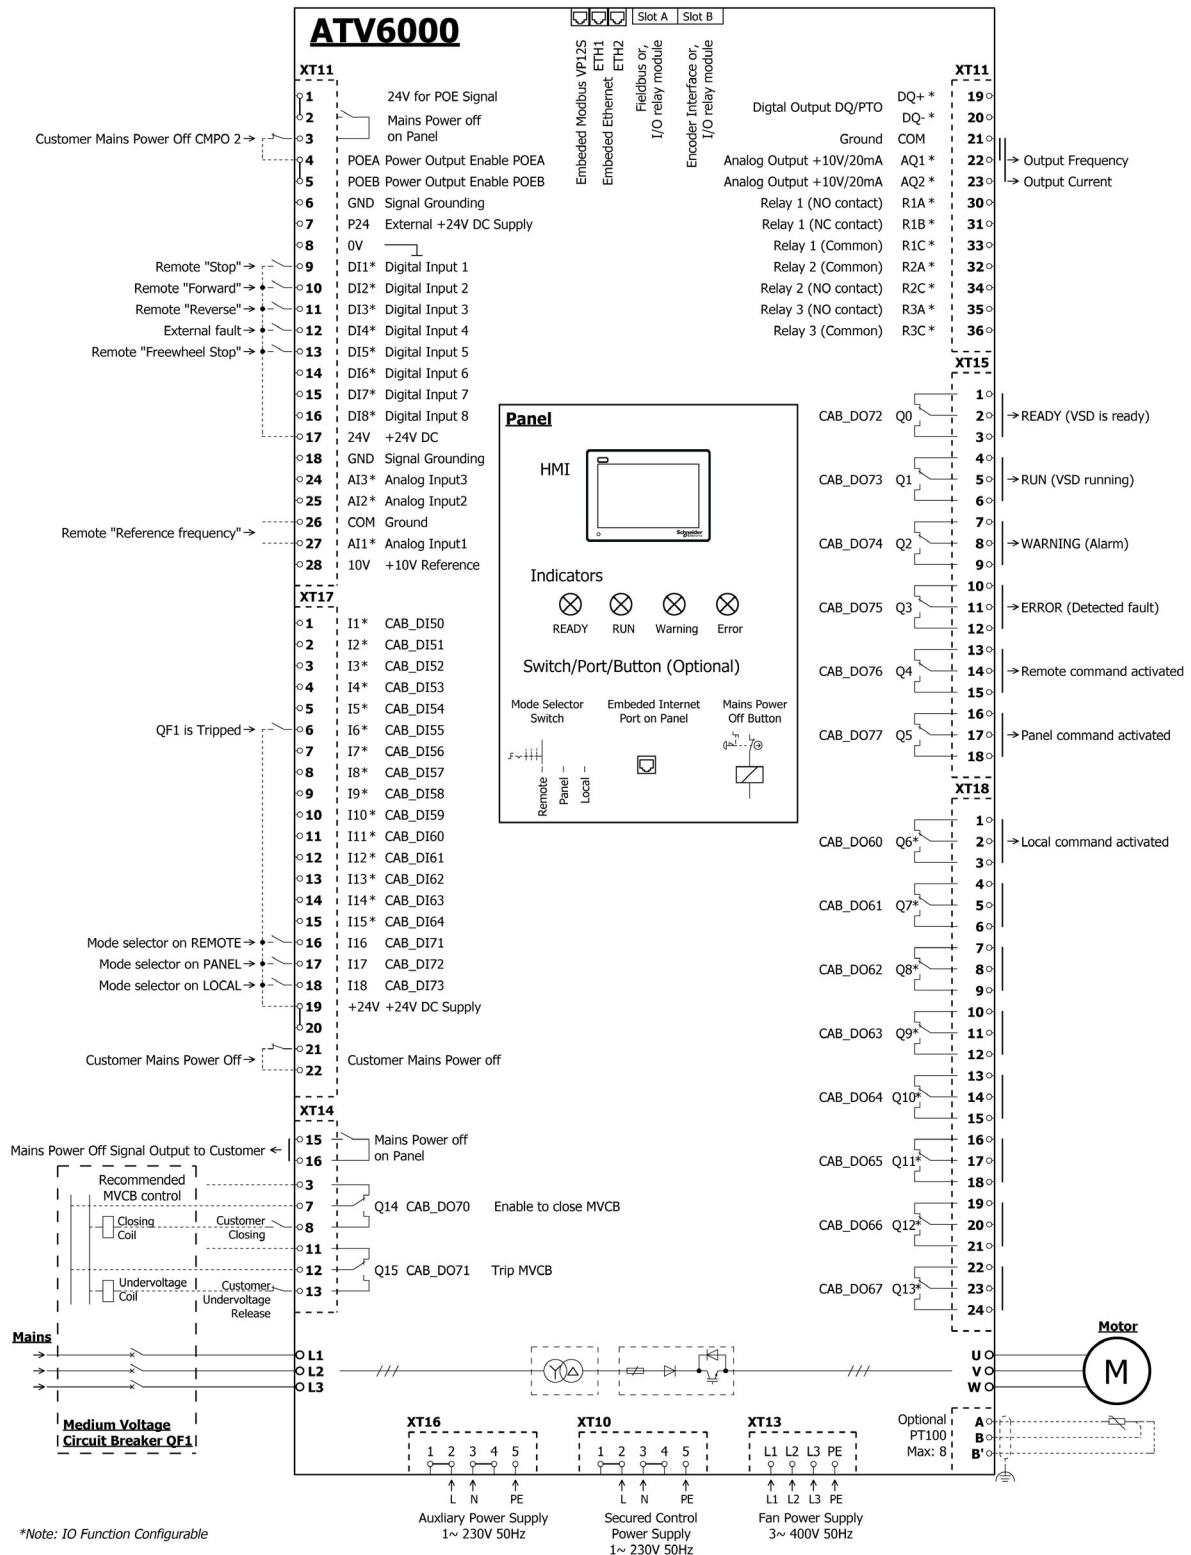 ATV6000
Slot A
Slot B
Embeded Modbus VP12S
ETH1
Embeded Ethernet
ETH2
Fieldbus or,
I/O relay module
Encoder Interface or,
I/O relay module
XT11
1 24V for POE Signal
2
Mains Power off
on Panel
Customer Mains Power Off CMPO 2 3
4 POEA Power Output Enable POEA
5 POEB Power Output Enable POEB
6 GND Signal Grounding
7 P24 External +24V DC Supply
8 0V
Remote "Stop" 9 DI1* Digital Input 1
Remote "Forward" 10 DI2* Digital Input 2
Remote "Reverse" 11 DI3* Digital Input 3
External fault 12 DI4* Digital Input 4
Remote "Freewheel Stop" 13 DI5* Digital Input 5
14 DI6* Digital Input 6
15 DI7* Digital Input 7
16 DI8* Digital Input 8
17 24V +24V DC
18 GND Signal Grounding
24 AI3* Analog Input3
25 AI2* Analog Input2
26 COM Ground
Remote "Reference frequency"
27 AI1* Analog Input1
28 10V +10V Reference
XT17
1 I1* CAB_DI50
2 I2* CAB_DI51
3 I3* CAB_DI52
4 I4* CAB_DI53
5 I5* CAB_DI54
QF1 is Tripped 6 I6* CAB_DI55
7 I7* CAB_DI56
8 I8* CAB_DI57
9 I9* CAB_DI58
10 I10* CAB_DI59
11 I11* CAB_DI60
12 I12* CAB_DI61
13 I13* CAB_DI62
14 I14* CAB_DI63
15 I15* CAB_DI64
Mode selector on REMOTE 16 I16 CAB_DI71
Mode selector on PANEL 17 I17 CAB_DI72
Mode selector on LOCAL 18 I18 CAB_DI73
19 +24V +24V DC Supply
20
21
Customer Mains Power Off Customer Mains Power off
22
XT14
15 Mains Power off
on Panel
Mains Power Off Signal Output to Customer
16
Recommended
MVCB control
3
7 Q14 CAB_DO70 Enable to close MVCB
Closing
Coil
Customer
Closing
8
11
12 Q15 CAB_DO71 Trip MVCB
Undervoltage
Coil
Customer
Undervoltage
Release
13
Mains
L1
L2
L3
Medium Voltage
Circuit Breaker QF1
Panel
HMI
Schneider
Electric
Indicators
READY RUN Warning Error
Switch/Port/Button (Optional)
Mode Selector
Switch
Embeded Internet
Port on Panel
Mains Power
Off Button
Remote
Panel
Local
XT11
Digtal Output DQ/PTO
DQ+ * 19
DQ- * 20
Ground COM 21
Analog Output +10V/20mA AQ1 * 22 Output Frequency
Analog Output +10V/20mA AQ2 * 23 Output Current
Relay 1 (NO contact) R1A * 30
Relay 1 (NC contact) R1B * 31
Relay 1 (Common) R1C * 33
Relay 2 (Common) R2A * 32
Relay 2 (NO contact) R2C * 34
Relay 3 (NO contact) R3A * 35
Relay 3 (Common) R3C * 36
XT15
1
CAB_DO72 Q0 2 READY (VSD is ready)
3
4
CAB_DO73 Q1 5 RUN (VSD running)
6
7
CAB_DO74 Q2 8 WARNING (Alarm)
9
10
CAB_DO75 Q3 11 ERROR (Detected fault)
12
13
CAB_DO76 Q4 14 Remote command activated
15
16
CAB_DO77 Q5 17 Panel command activated
18
XT18
1
CAB_DO60 Q6* 2 Local command activated
3
4
CAB_DO61 Q7* 5
6
7
CAB_DO62 Q8* 8
9
10
CAB_DO63 Q9* 11
12
13
CAB_DO64 Q10* 14
15
16
CAB_DO65 Q11* 17
18
19
CAB_DO66 Q12* 20
21
22
CAB_DO67 Q13* 23
24
Motor
U
V
W
M
Optional
PT100
Max: 8
A
B
B'
XT16
1 2 3 4 5
L N PE
Auxliary Power Supply
1~ 230V 50Hz
XT10
1 2 3 4 5
L N PE
Secured Control
Power Supply
1~ 230V 50Hz
XT13
L1 L2 L3 PE
L1 L2 L3 PE
Fan Power Supply
3~ 400V 50Hz
*Note: IO Function Configurable